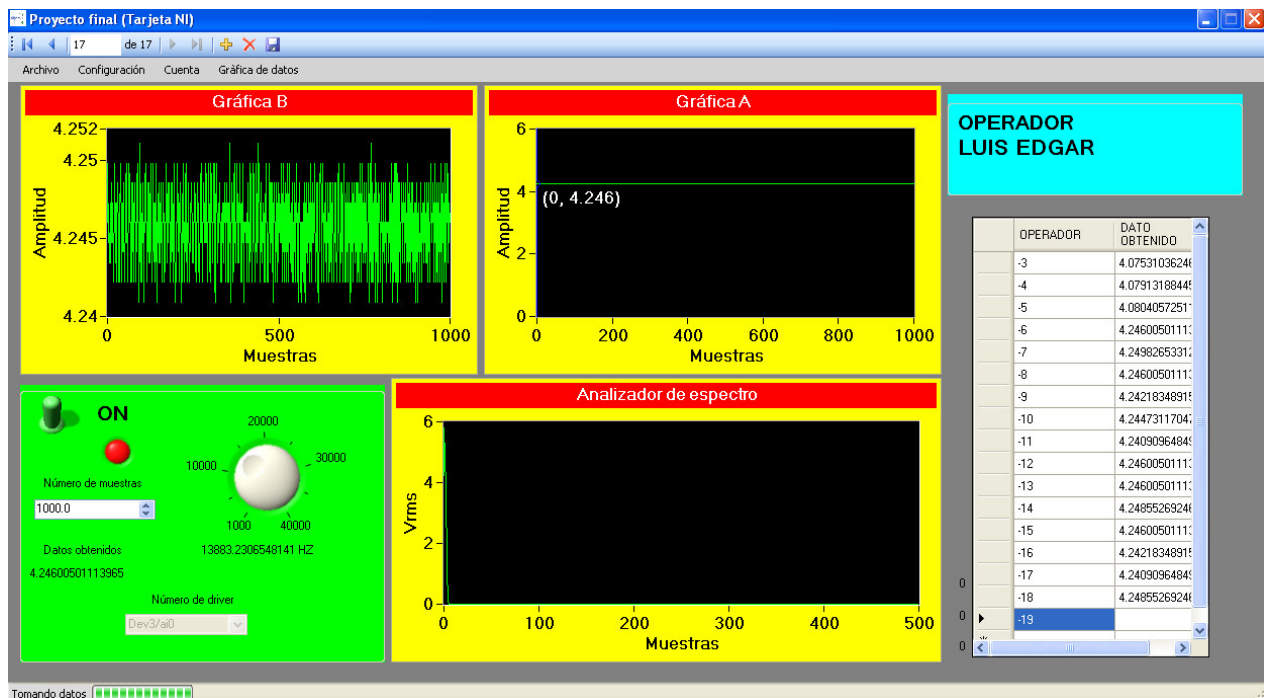 Proyecto final (Tarjeta NI)
17 de 17
Archivo Configuración Cuenta Gràfica de datos
Gráfica B
4.252
4.25
4.245
4.24
Amplitud
0 500 1000
Muestras
Gráfica A
6
4
2
0
Amplitud
(0, 4.246)
0 200 400 600 800 1000
Muestras
OPERADOR
LUIS EDGAR
ON
Número de muestras
1000.0
Datos obtenidos
4.24600501113965
20000
10000
30000
1000 40000
13883.2306548141 HZ
Número de driver
Dev3/ai0
Analizador de espectro
6
4
2
0
Vrms
0 100 200 300 400 500
Muestras
OPERADOR DATO OBTENIDO
-3 4.0753103624
-4 4.0791318844
-5 4.0804057251
-6 4.2460050111
-7 4.2498265331
-8 4.2460050111
-9 4.2421834891
-10 4.2447311704
-11 4.2409096484
-12 4.2460050111
-13 4.2460050111
-14 4.2485526924
-15 4.2460050111
-16 4.2421834891
-17 4.2409096484
-18 4.2485526924
-19
0
0
0
Tomando datos